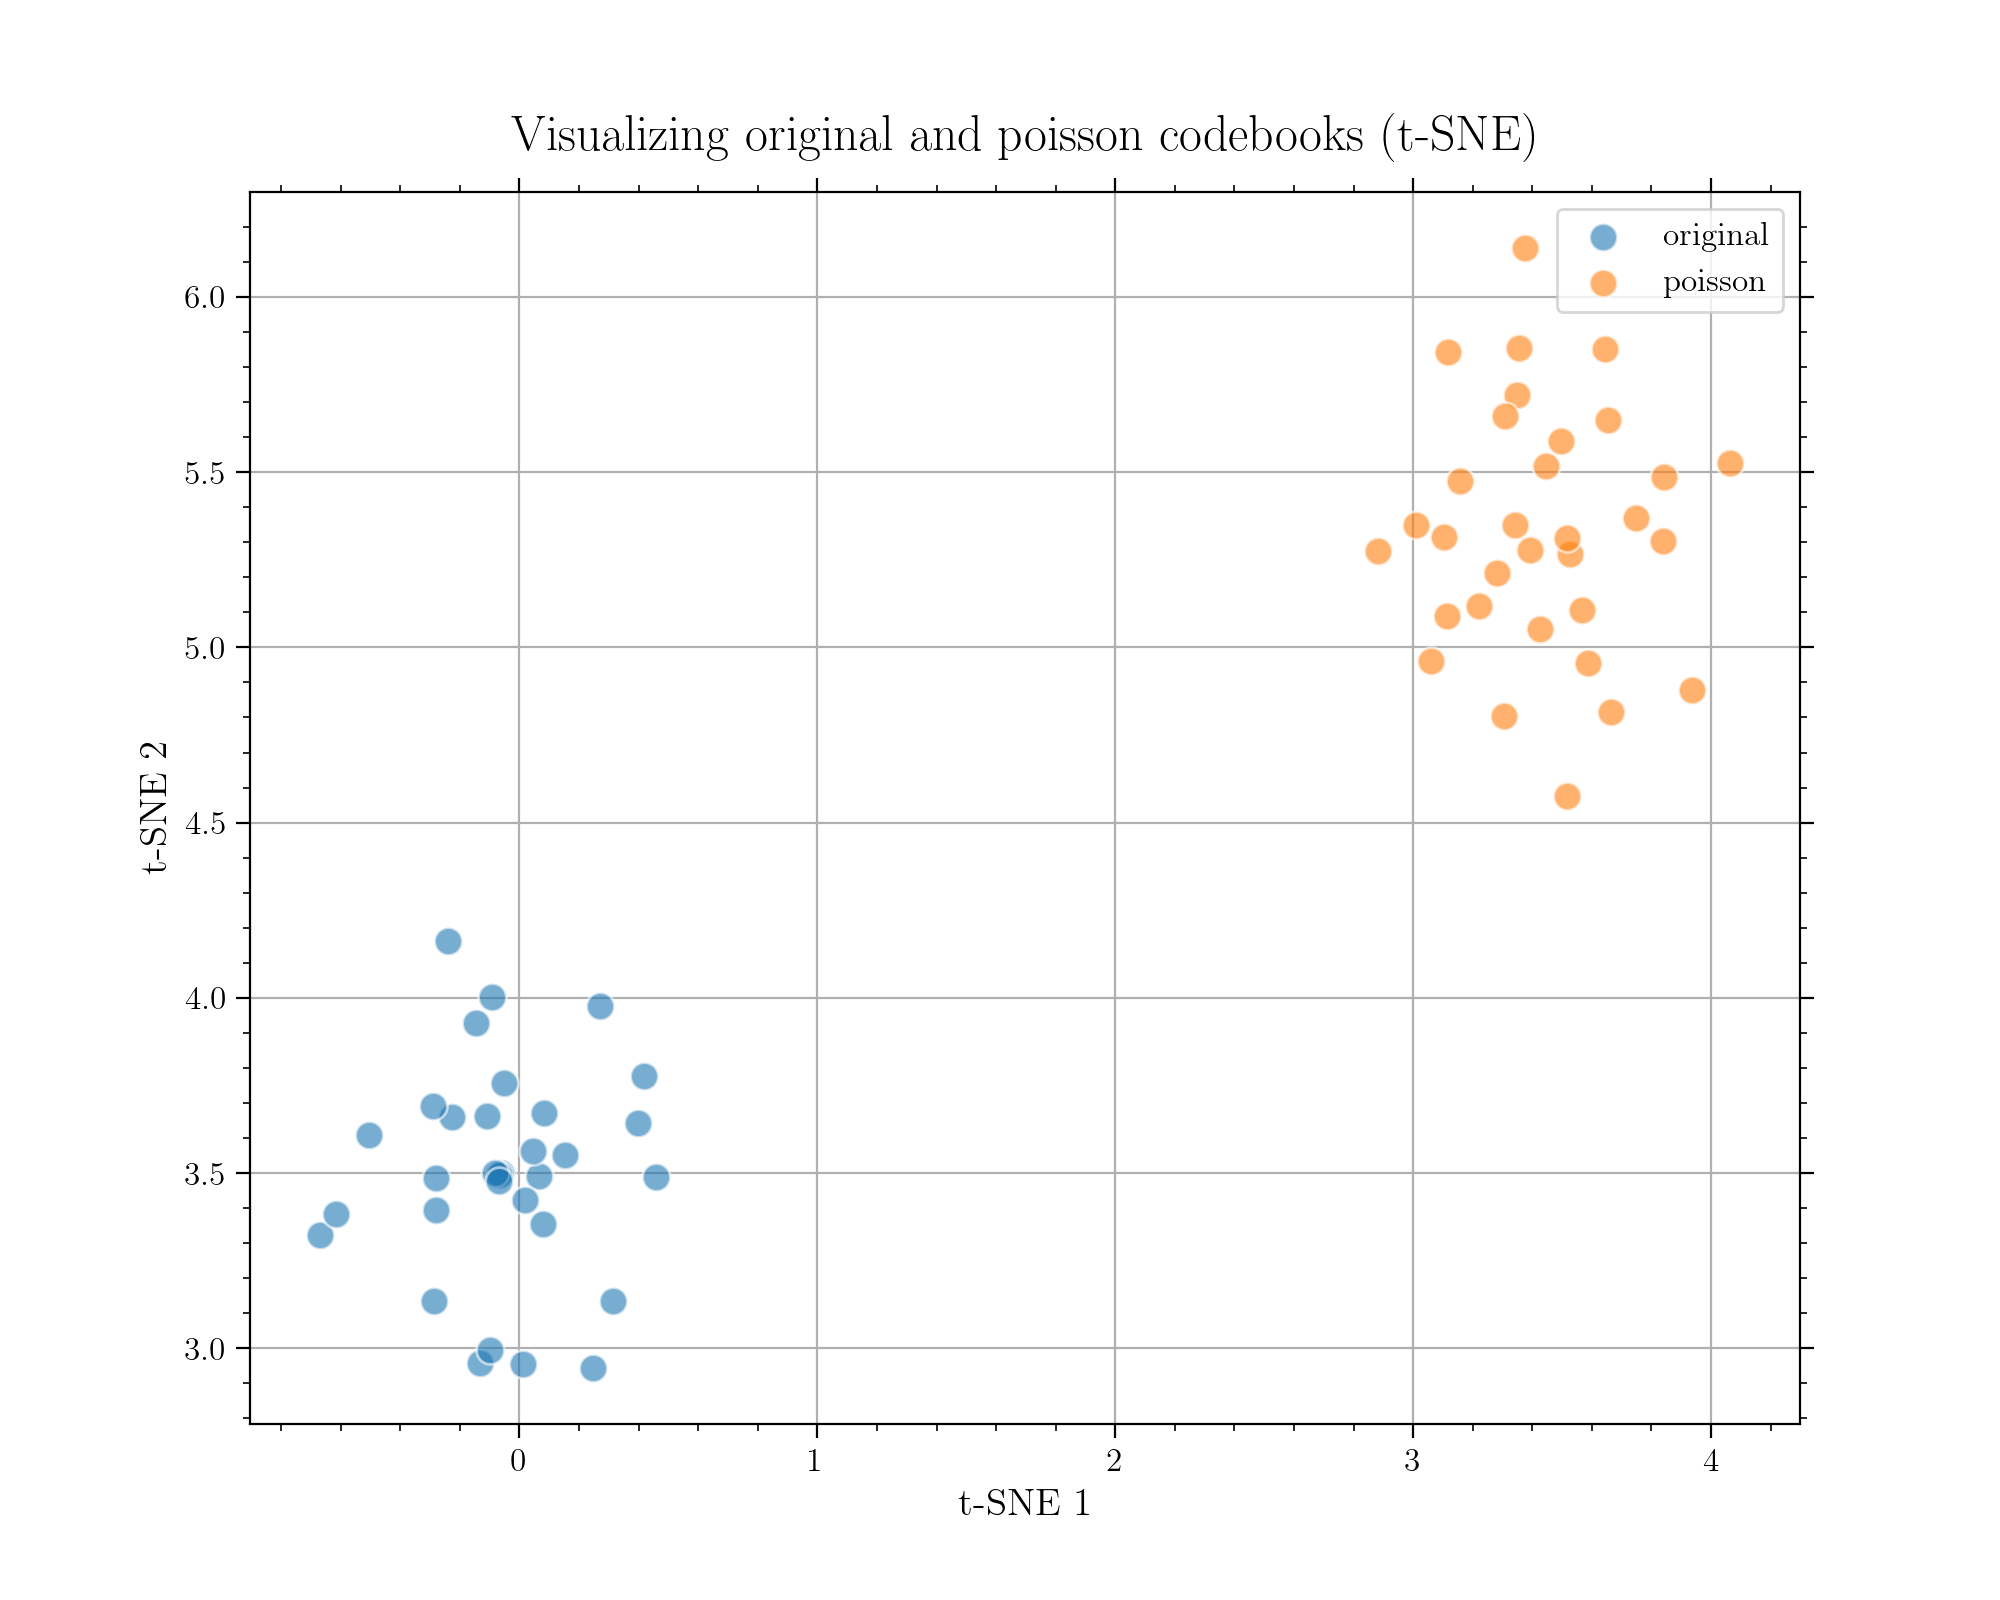 Visualizing original and poisson codebooks (t-SNE)
original
poisson
6.0
5.5
5.0
4.5
4.0
3.5
3.0
t-SNE 2
0 1 2 3 4
t-SNE 1